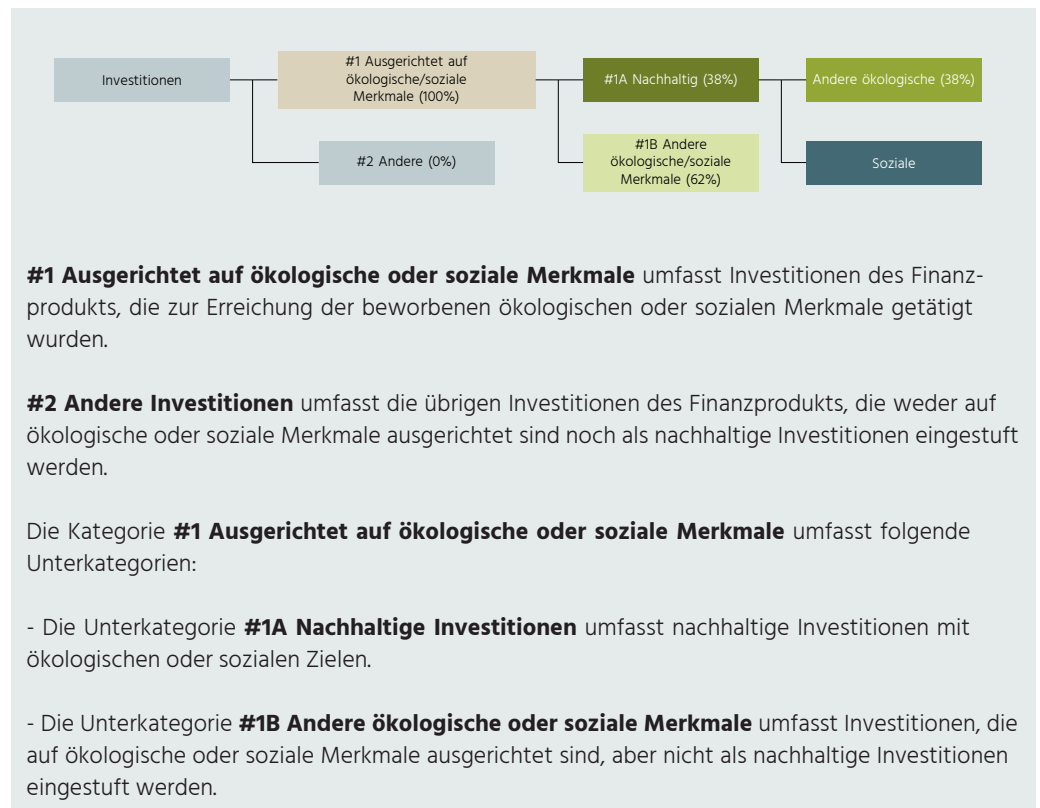 Investitionen
#1 Ausgerichtet auf
ökologische/soziale
Merkmale (100%)
#1A Nachhaltig (38%)
Andere ökologische (38%)
#2 Andere (0%)
#1B Andere
ökologische/soziale
Merkmale (62%)
Soziale
#1 Ausgerichtet auf ökologische oder soziale Merkmale umfasst Investitionen des Finanz-
produkts, die zur Erreichung der beworbenen ökologischen oder sozialen Merkmale getätigt
wurden.
#2 Andere Investitionen umfasst die übrigen Investitionen des Finanzprodukts, die weder auf
ökologische oder soziale Merkmale ausgerichtet sind noch als nachhaltige Investitionen eingestuft
werden.
Die Kategorie #1 Ausgerichtet auf ökologische oder soziale Merkmale umfasst folgende
Unterkategorien:
- Die Unterkategorie #1A Nachhaltige Investitionen umfasst nachhaltige Investitionen mit
ökologischen oder sozialen Zielen.
- Die Unterkategorie #1B Andere ökologische oder soziale Merkmale umfasst Investitionen, die
auf ökologische oder soziale Merkmale ausgerichtet sind, aber nicht als nachhaltige Investitionen
eingestuft werden.